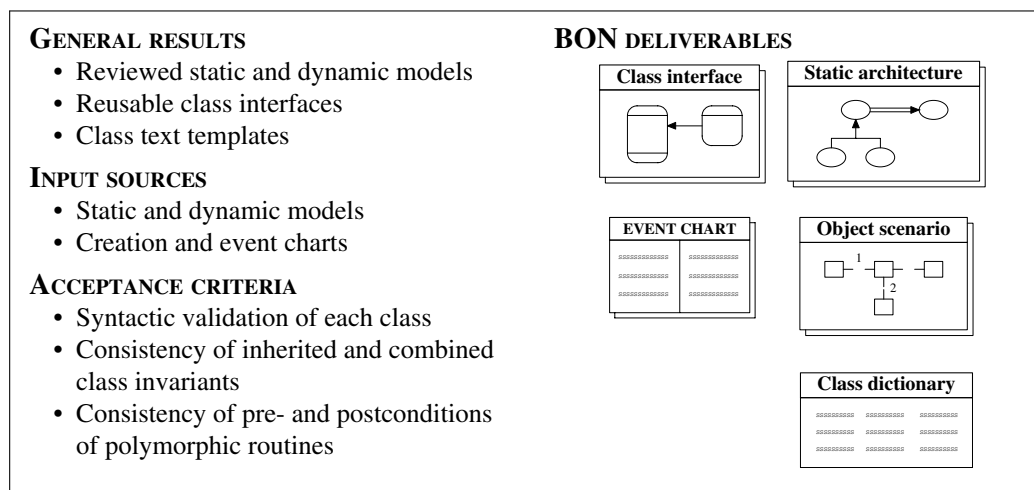 GENERAL RESULTS
• Reviewed static and dynamic models
• Reusable class interfaces
• Class text templates
INPUT SOURCES
• Static and dynamic models
• Creation and event charts
ACCEPTANCE CRITERIA
• Syntactic validation of each class
• Consistency of inherited and combined
class invariants
• Consistency of pre- and postconditions
of polymorphic routines
BON DELIVERABLES
Class interface
Static architecture
EVENT CHART
Object scenario
1
2
Class dictionary